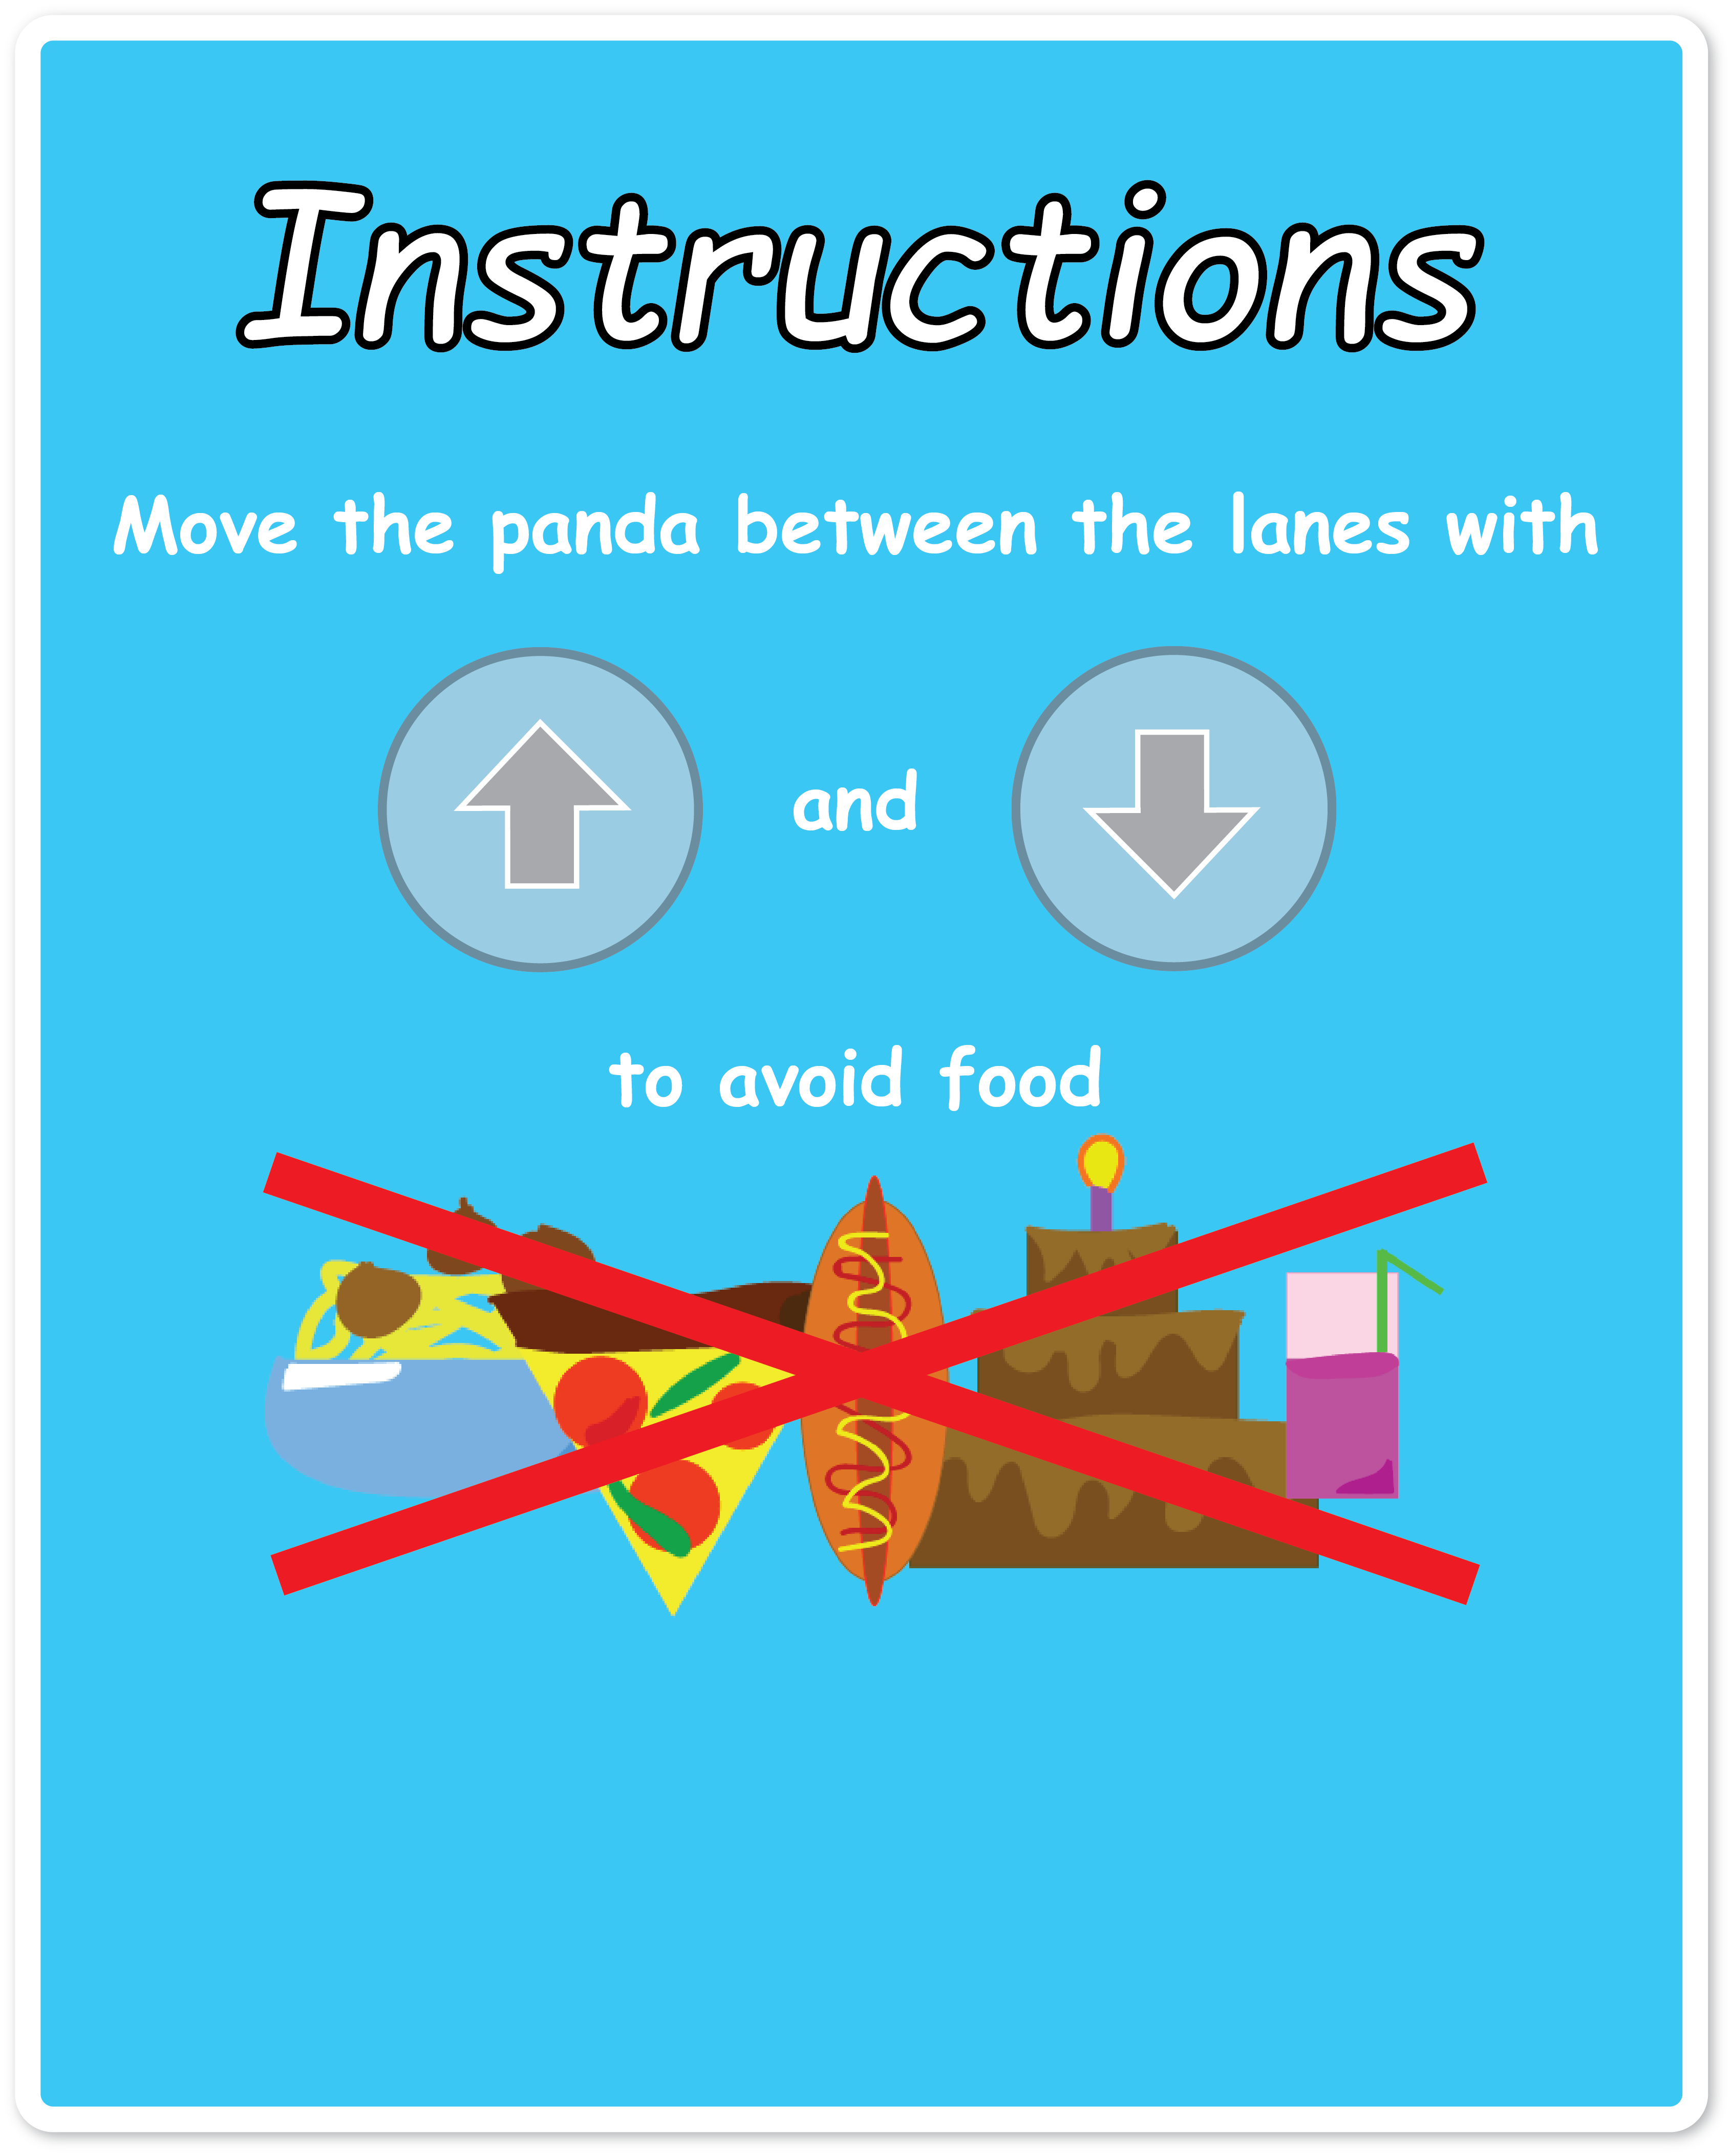 Instructions
Move the panda between the lanes with
and
to avoid food